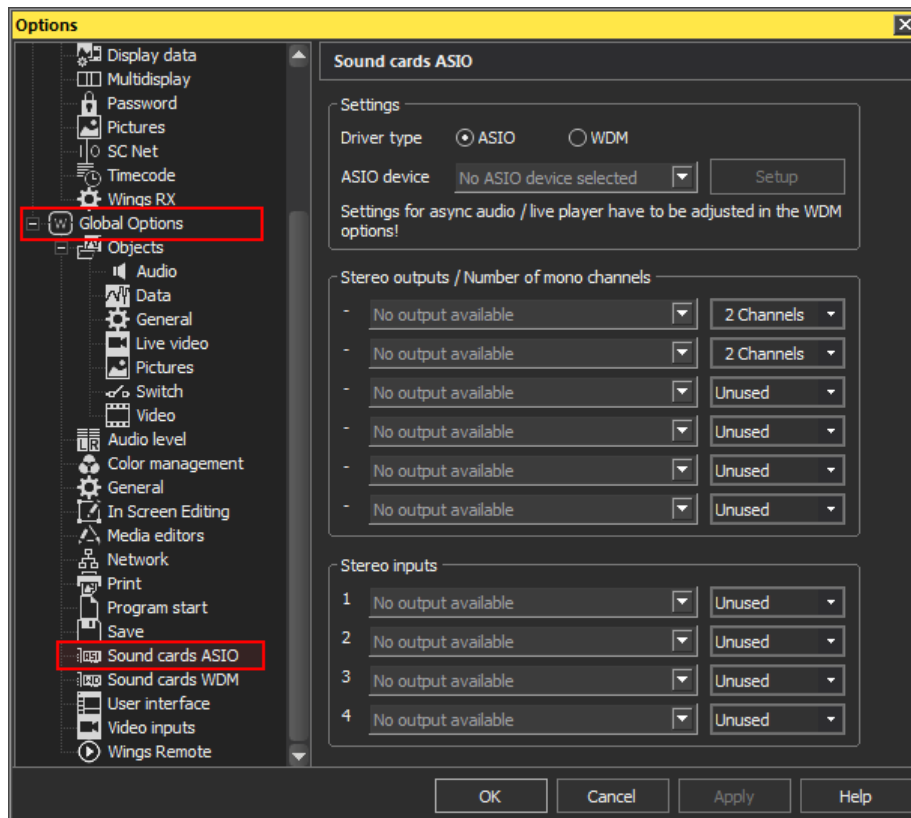 Options
Display data
Multidisplay
Password
Pictures
SC Net
Timecode
Wings RX
Global Options
Objects
Audio
Data
General
Live video
Pictures
Switch
Video
Audio level
Color management
General
In Screen Editing
Media editors
Network
Print
Program start
Save
Sound cards ASIO
Sound cards WDM
User interface
Video inputs
Wings Remote
Sound cards ASIO
Settings
Driver type ASIO WDM
ASIO device No ASIO device selected Setup
Settings for async audio / live player have to be adjusted in the WDM
options!
Stereo outputs / Number of mono channels
- No output available 2 Channels
- No output available 2 Channels
- No output available Unused
- No output available Unused
- No output available Unused
- No output available Unused
Stereo inputs
1 No output available Unused
2 No output available Unused
3 No output available Unused
4 No output available Unused
OK Cancel Apply Help